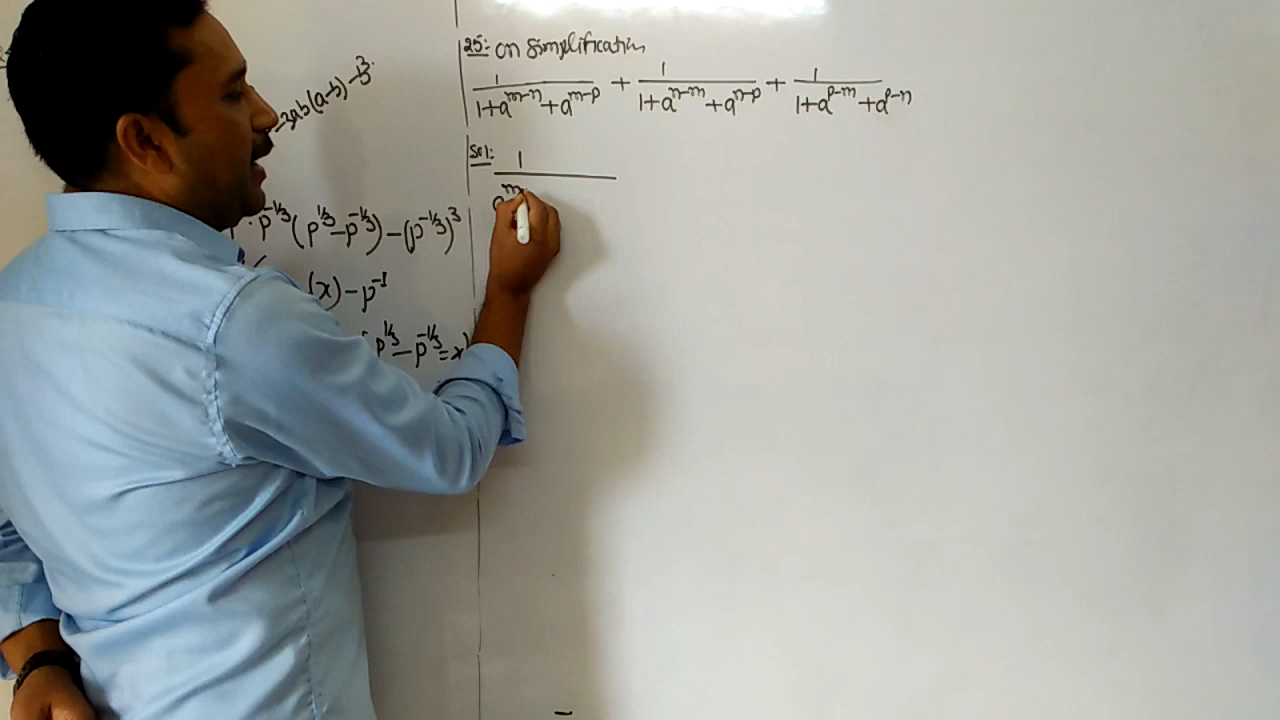 -3ab(a-b)-b³
p^{-1/3}(p^{1/3}-p^{-1/3})-(p^{-1/3})³
(x)-p^{-1}
p^{1/3}-p^{-1/3}=x)
25: On Simplification
1/(1+a^{m-n}+a^{m-p}) + 1/(1+a^{n-m}+a^{n-p}) + 1/(1+a^{p-m}+a^{p-n})
Sol: 1/
a^m